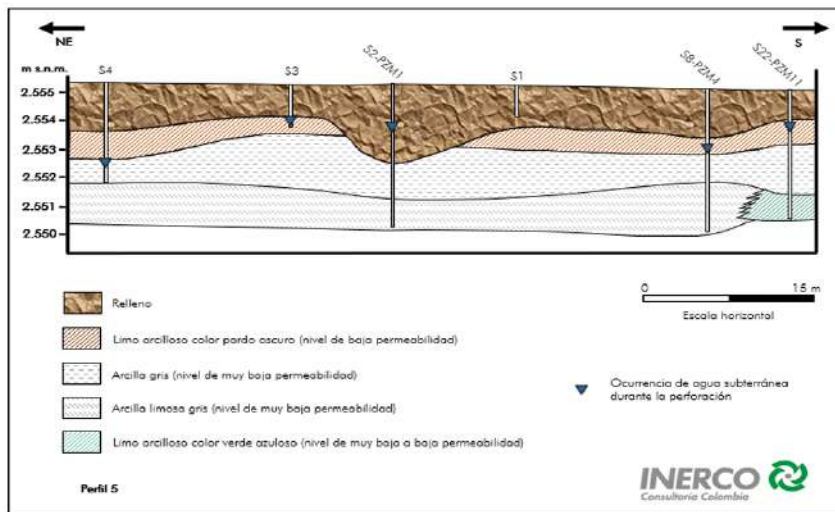 NE
S
m s.n.m.
S4
S3
S2-PZM1
S1
S8-PZM4
S22-PZM11
2.555
2.554
2.553
2.552
2.551
2.550
Relleno
Limo arcilloso color pardo oscuro (nivel de baja permeabilidad)
Arcilla gris (nivel de muy baja permeabilidad)
Arcilla limosa gris (nivel de muy baja permeabilidad)
Limo arcilloso color verde azuloso (nivel de muy baja a baja permeabilidad)
0 15 m
Escala horizontal
Ocurrencia de agua subterránea
durante la perforación
Perfil 5
INERCO
Consultoría Colombia